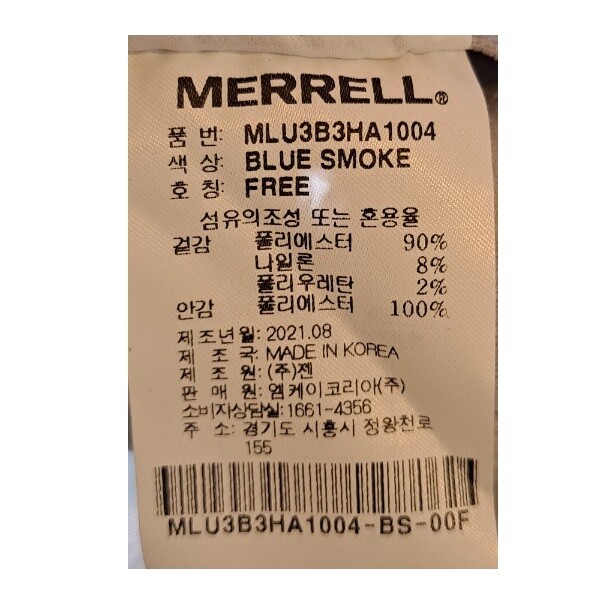 MERRELL®
품 번: MLU3B3HA1004
색 상: BLUE SMOKE
호 칭: FREE
섬유의조성 또는 혼용율
겉감 폴리에스터 90%
나일론 8%
폴리우레탄 2%
안감 폴리에스터 100%
제조년월: 2021.08
제 조 국: MADE IN KOREA
제 조 원: (주)젠
판 매 원: 엠케이코리아(주)
소비자상담실: 1661-4356
주 소: 경기도 시흥시 정왕천로
155
MLU3B3HA1004-BS-00F